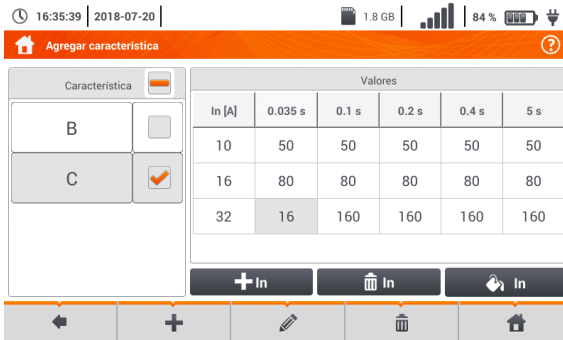 16:35:39 2018-07-20 1.8 GB 84 %
Agregar característica ?
Característica
B
C
Valores
In [A] 0.035 s 0.1 s 0.2 s 0.4 s 5 s
10 50 50 50 50 50
16 80 80 80 80 80
32 16 160 160 160 160
In In In